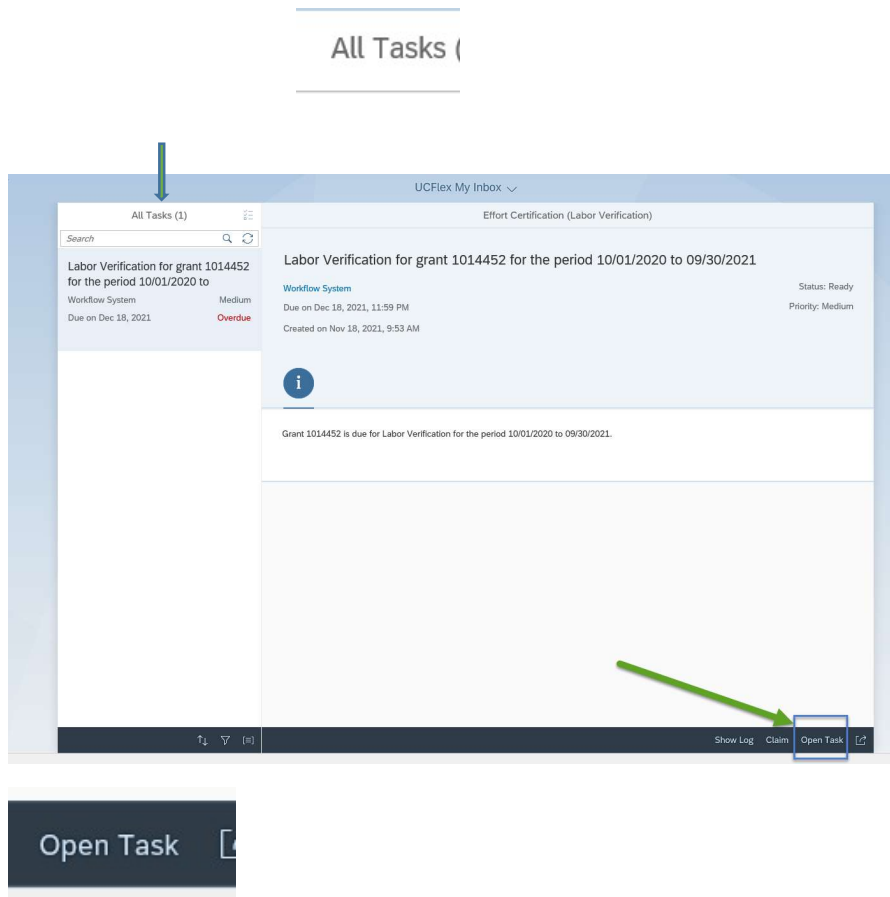 All Tasks (
UCFlex My Inbox
All Tasks (1)
Effort Certification (Labor Verification)
Search
Labor Verification for grant 1014452
for the period 10/01/2020 to
Workflow System Medium
Due on Dec 18, 2021 Overdue
Labor Verification for grant 1014452 for the period 10/01/2020 to 09/30/2021
Workflow System Status: Ready
Due on Dec 18, 2021, 11:59 PM Priority: Medium
Created on Nov 18, 2021, 9:53 AM
i
Grant 1014452 is due for Labor Verification for the period 10/01/2020 to 09/30/2021.
Show Log Claim Open Task
Open Task